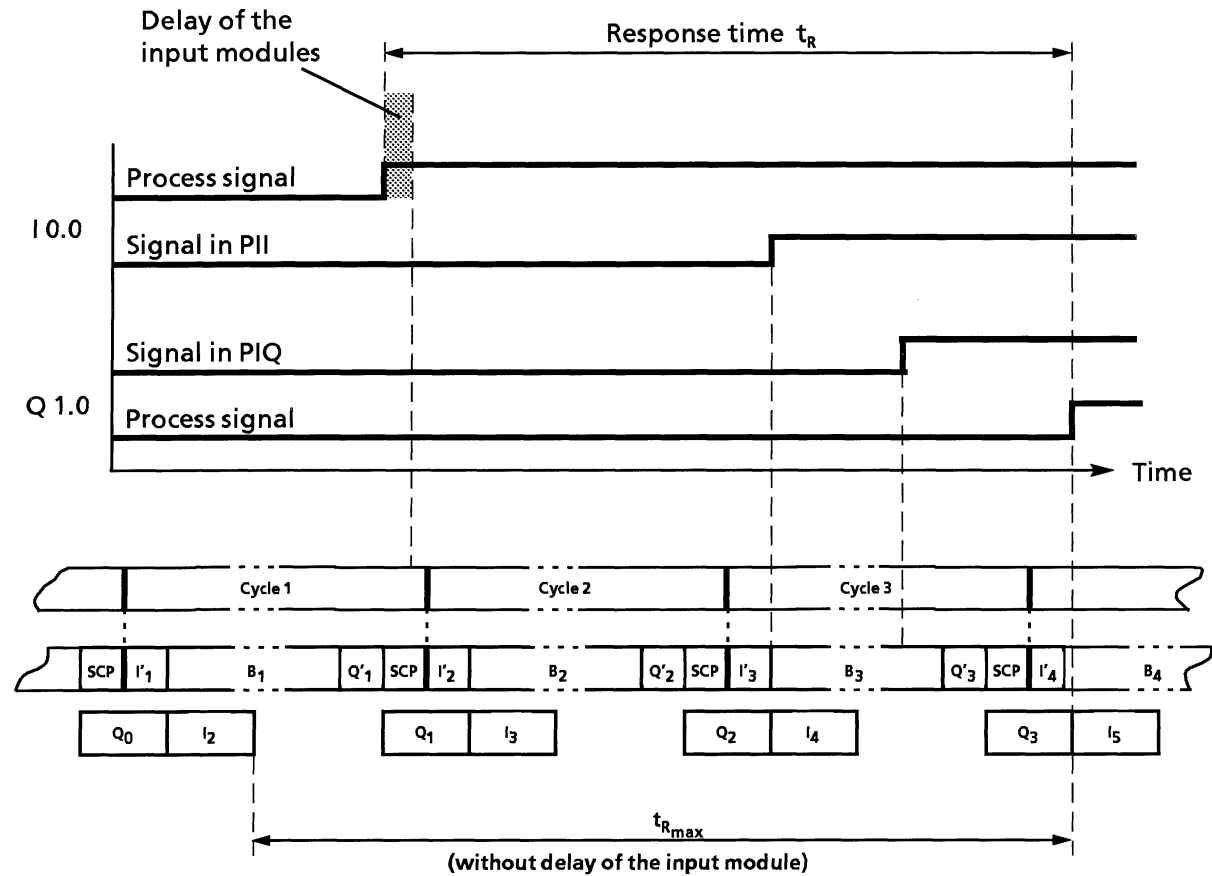 Delay of the
input modules
Response time t_R
Process signal
I 0.0
Signal in PII
Signal in PIQ
Q 1.0
Process signal
Time
Cycle 1 Cycle 2 Cycle 3
SCP I'1 B1 Q'1 SCP I'2 B2 Q'2 SCP I'3 B3 Q'3 SCP I'4 B4
Q0 I2 Q1 I3 Q2 I4 Q3 I5
t_Rmax
(without delay of the input module)